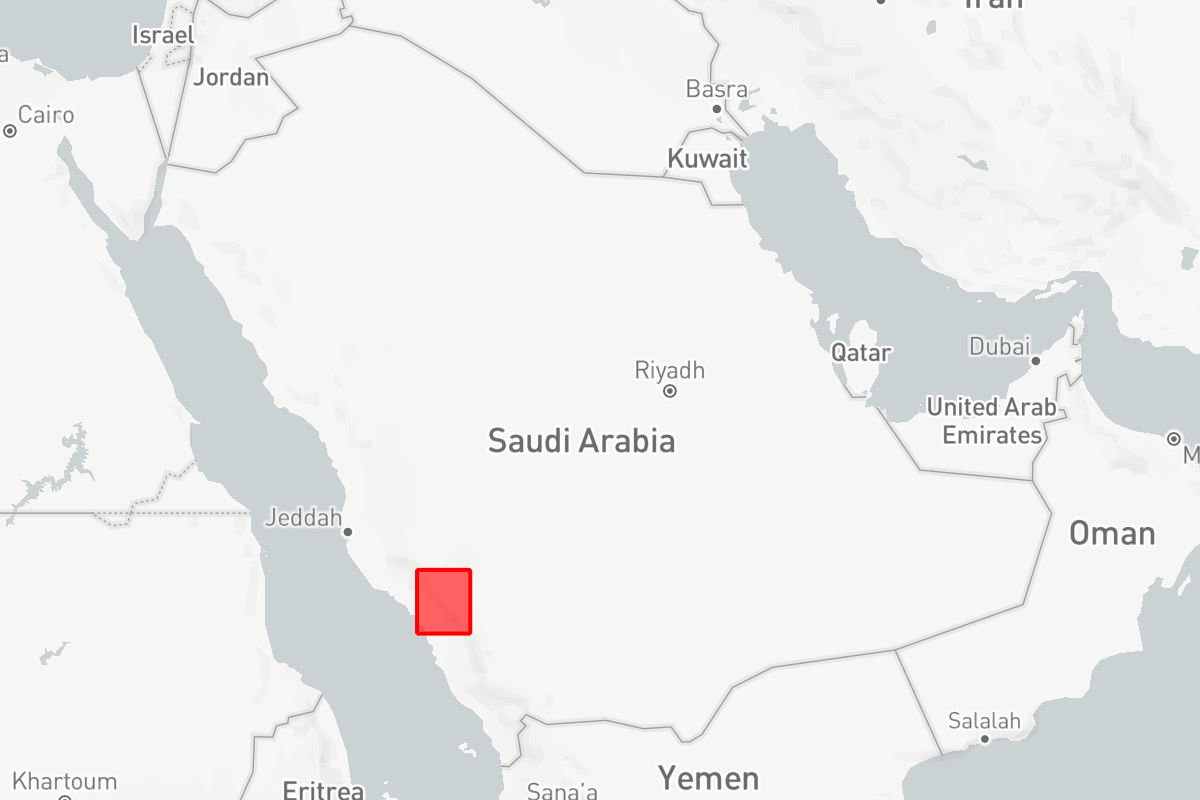 Iran
Israel
a
Jordan
Basra
Cairo
Kuwait
Qatar
Dubai
Riyadh
United Arab
Emirates
Saudi Arabia
M
Jeddah
Oman
Salalah
Khartoum
Yemen
Eritrea
Sana'a